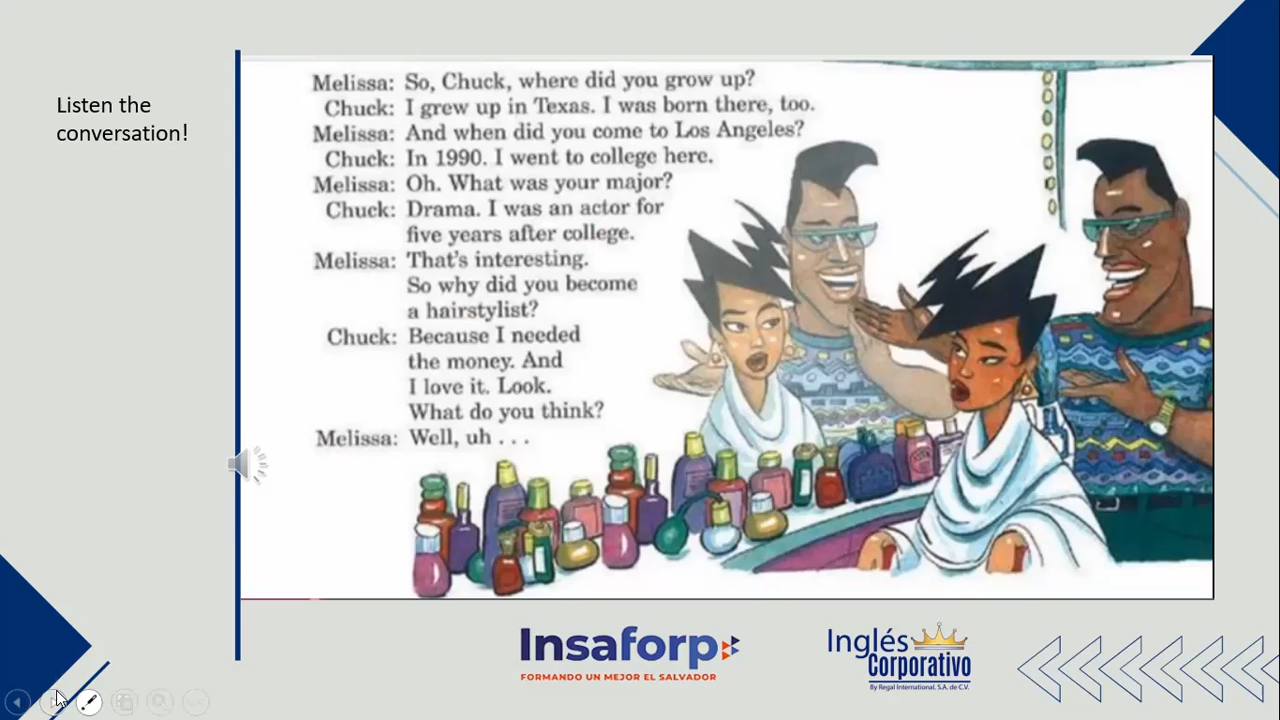 Listen the
conversation!
Melissa: So, Chuck, where did you grow up?
Chuck: I grew up in Texas. I was born there, too.
Melissa: And when did you come to Los Angeles?
Chuck: In 1990. I went to college here.
Melissa: Oh. What was your major?
Chuck: Drama. I was an actor for
five years after college.
Melissa: That's interesting.
So why did you become
a hairstylist?
Chuck: Because I needed
the money. And
I love it. Look.
What do you think?
Melissa: Well, uh . . .
Insaforp
FORMANDO UN MEJOR EL SALVADOR
Inglés
Corporativo
By Regal International, S.A. de C.V.